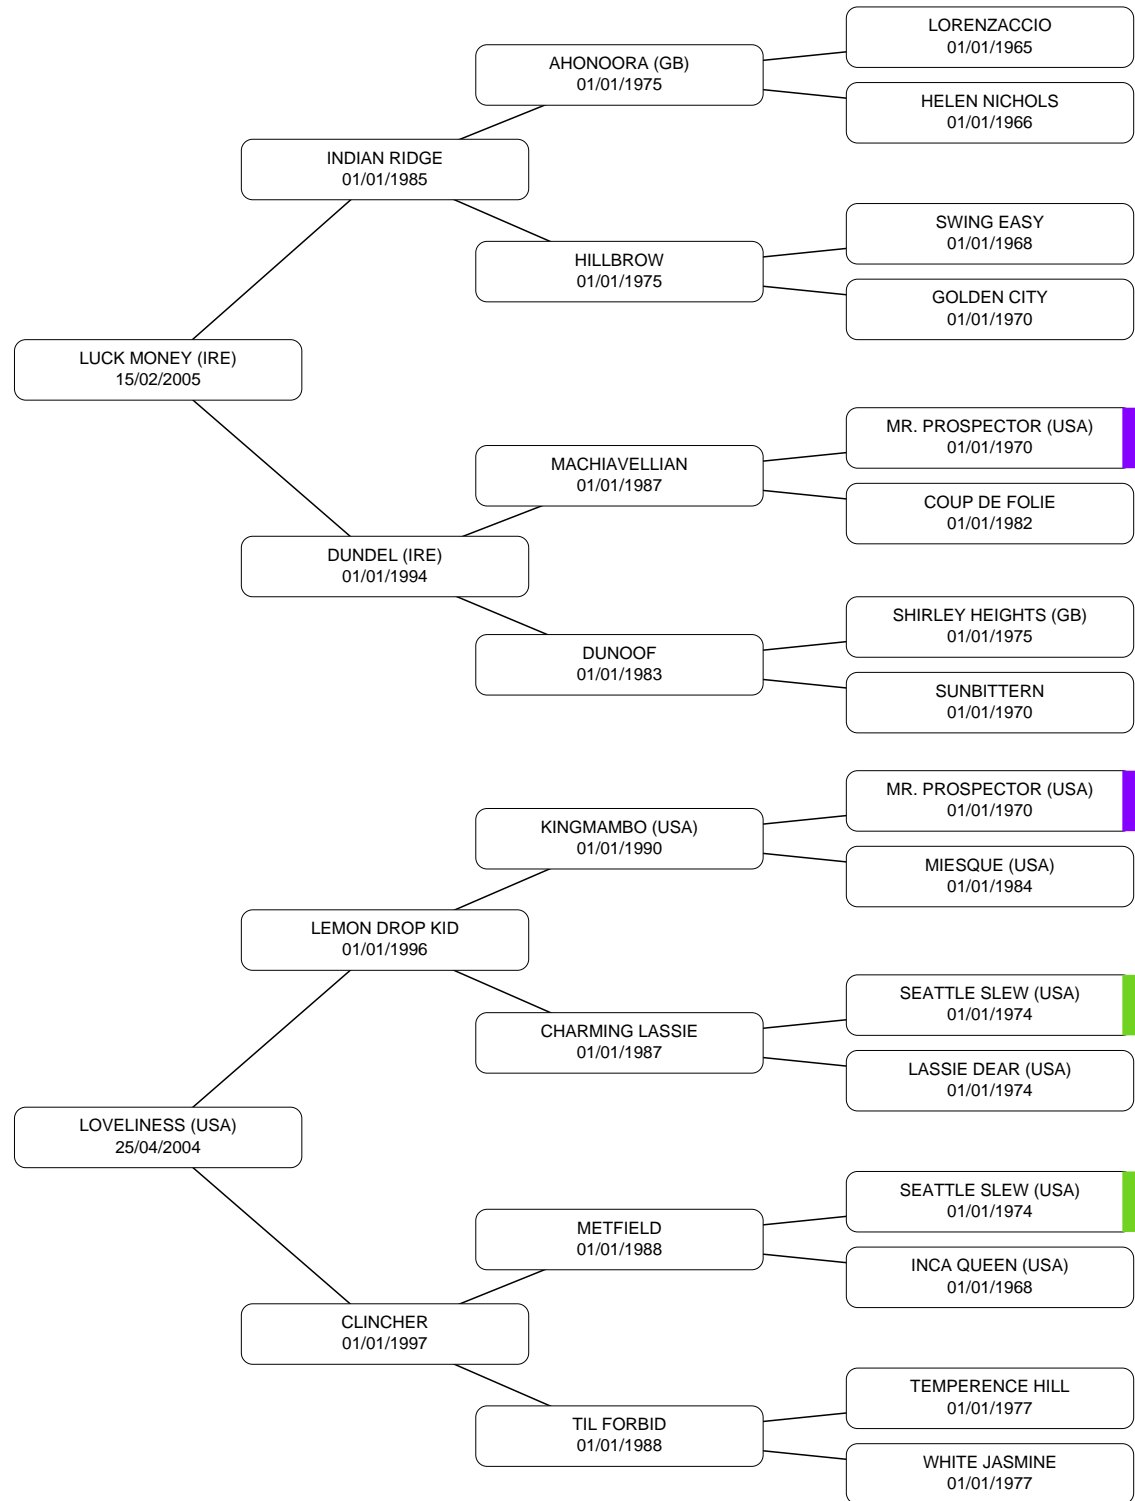 LORENZACCIO
01/01/1965
AHONOORA (GB)
01/01/1975
HELEN NICHOLS
01/01/1966
INDIAN RIDGE
01/01/1985
SWING EASY
01/01/1968
HILLBROW
01/01/1975
GOLDEN CITY
01/01/1970
LUCK MONEY (IRE)
15/02/2005
MR. PROSPECTOR (USA)
01/01/1970
MACHIAVELLIAN
01/01/1987
COUP DE FOLIE
01/01/1982
DUNDEL (IRE)
01/01/1994
SHIRLEY HEIGHTS (GB)
01/01/1975
DUNOOF
01/01/1983
SUNBITTERN
01/01/1970
MR. PROSPECTOR (USA)
01/01/1970
KINGMAMBO (USA)
01/01/1990
MIESQUE (USA)
01/01/1984
LEMON DROP KID
01/01/1996
SEATTLE SLEW (USA)
01/01/1974
CHARMING LASSIE
01/01/1987
LASSIE DEAR (USA)
01/01/1974
LOVELINESS (USA)
25/04/2004
SEATTLE SLEW (USA)
01/01/1974
METFIELD
01/01/1988
INCA QUEEN (USA)
01/01/1968
CLINCHER
01/01/1997
TEMPERENCE HILL
01/01/1977
TIL FORBID
01/01/1988
WHITE JASMINE
01/01/1977